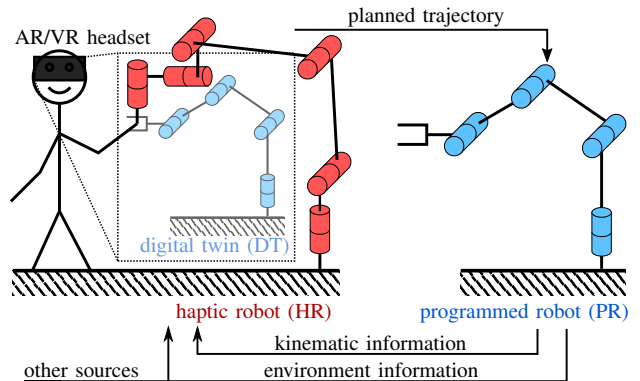 planned trajectory
AR/VR headset
digital twin (DT)
haptic robot (HR)
programmed robot (PR)
kinematic information
other sources
environment information